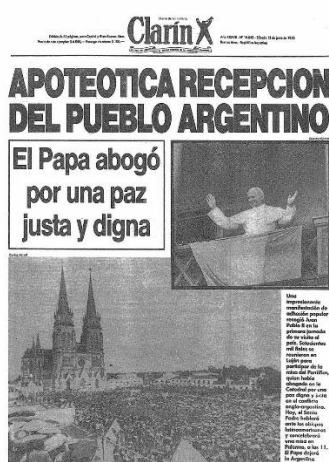 Clarín
APOTEOTICA RECEPCION
DEL PUEBLO ARGENTINO
El Papa abogó
por una paz
justa y digna
Una
impresionante
manifestación de
adhesión popular
recogió Juan
Pablo II en la
primera jornada
de su visita al
país. Setecientos
mil fieles se
reunieron en
Luján para
participar de la
misa del Pontífice,
quien había
abogado en la
Catedral por una
paz digna y justa
en el conflicto
anglo-argentino.
Hoy, el Santo
Padre hablará
ante los obispos
latinoamericanos
y concelebrará
una misa en
Palermo, a las 11.
El Papa dejará
la Argentina